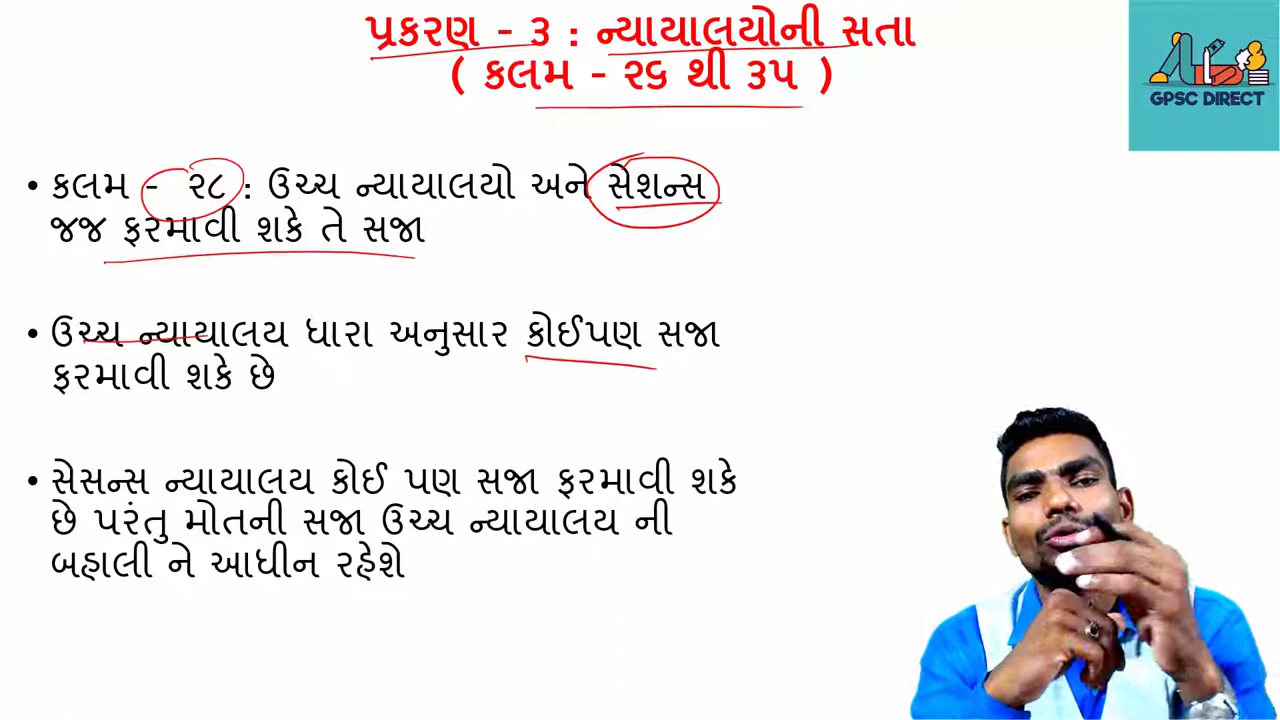 પ્રકરણ - ૩ : ન્યાયાલયોની સતા
( કલમ - ૨૬ થી ૩૫ )
GPSC DIRECT
• કલમ - ૨૮ : ઉચ્ચ ન્યાયાલયો અને સેશન્સ
જજ ફરમાવી શકે તે સજા
• ઉચ્ચ ન્યાયાલય ધારા અનુસાર કોઈપણ સજા
ફરમાવી શકે છે
• સેસન્સ ન્યાયાલય કોઈ પણ સજા ફરમાવી શકે
છે પરંતુ મોતની સજા ઉચ્ચ ન્યાયાલય ની
બહાલી ને આધીન રહેશે